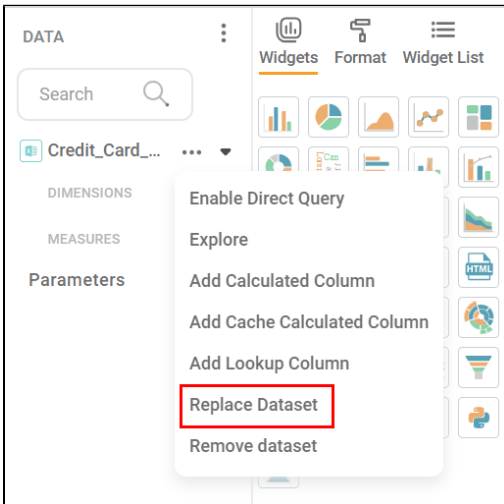 DATA
Widgets Format Widget List
Search
Credit_Card_...
DIMENSIONS
MEASURES
Parameters
Enable Direct Query
Explore
Add Calculated Column
Add Cache Calculated Column
Add Lookup Column
Replace Dataset
Remove dataset
HTML